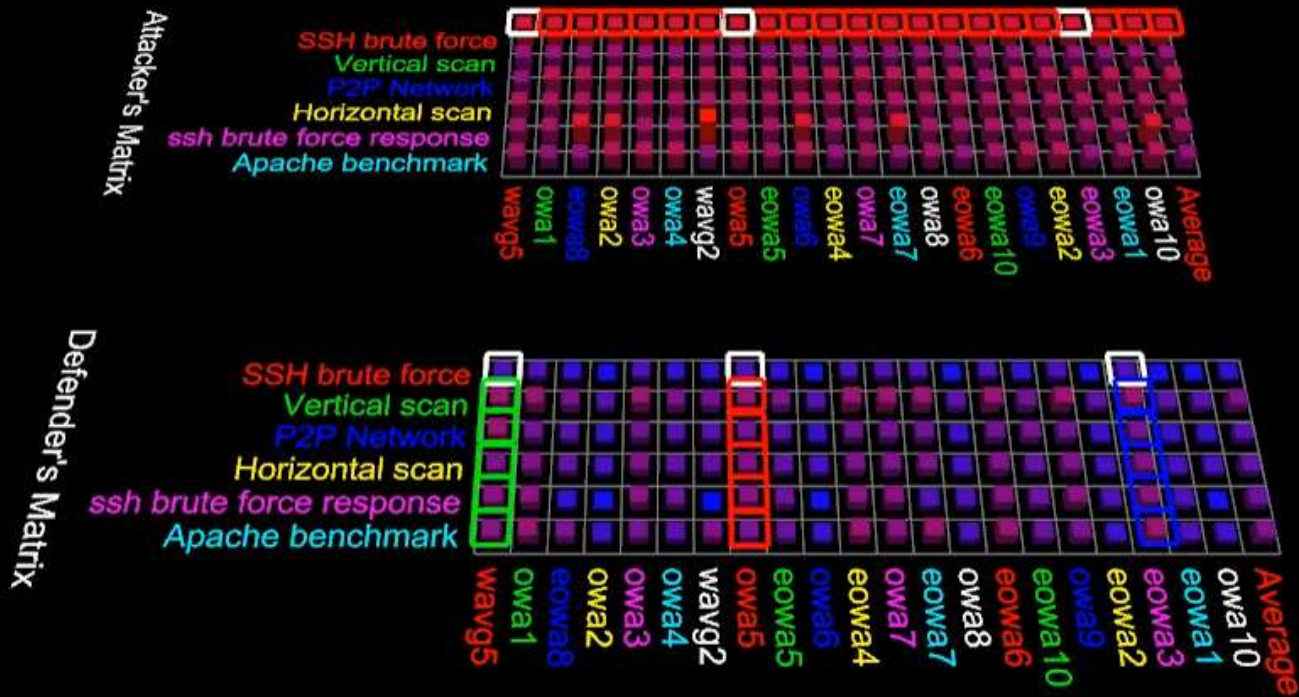 Attacker's Matrix
SSH brute force
Vertical scan
P2P Network
Horizontal scan
ssh brute force response
Apache benchmark
wavg5
owa1
eowa8
owa2
owa3
owa4
wavg2
owa5
eowa5
owa6
eowa4
owa7
eowa7
owa8
eowa6
eowa10
owa9
eowa2
eowa3
eowa1
owa10
Average
Defender's Matrix
SSH brute force
Vertical scan
P2P Network
Horizontal scan
ssh brute force response
Apache benchmark
wavg5
owa1
eowa8
owa2
owa3
owa4
wavg2
owa5
eowa5
owa6
eowa4
owa7
eowa7
owa8
eowa6
eowa10
owa9
eowa2
eowa3
eowa1
owa10
Average